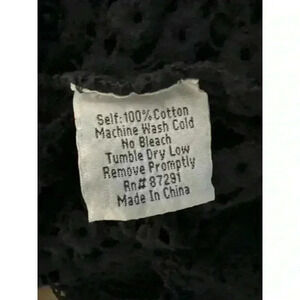 Self:100% Cotton
Machine Wash Cold
No Bleach
Tumble Dry Low
Remove Promptly
Rn# 87291
Made In China